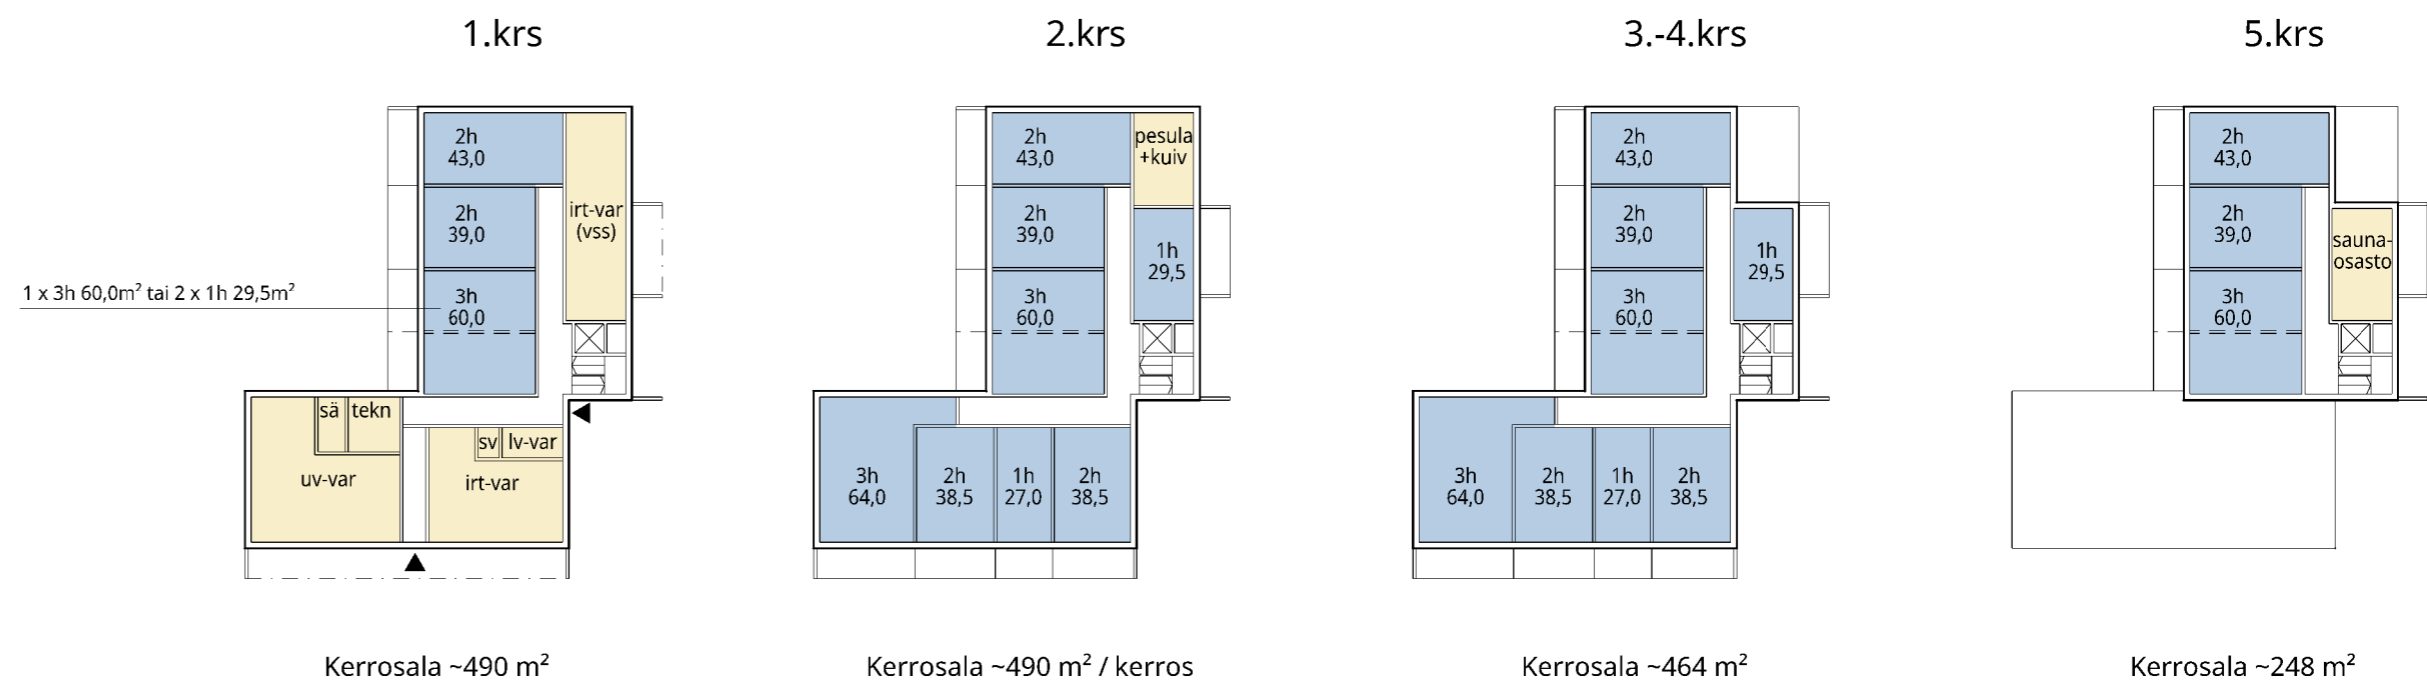 1.krs
2.krs
3.-4.krs
5.krs
2h
43,0
2h
39,0
irt-var
(vss)
1 x 3h 60,0m² tai 2 x 1h 29,5m²
3h
60,0
sä
tekn
uv-var
sv
lv-var
irt-var
2h
43,0
pesula
+kuiv
2h
39,0
1h
29,5
3h
60,0
3h
64,0
2h
38,5
1h
27,0
2h
38,5
2h
43,0
2h
39,0
1h
29,5
3h
60,0
3h
64,0
2h
38,5
1h
27,0
2h
38,5
2h
43,0
2h
39,0
sauna-
osasto
3h
60,0
Kerrosala ~490 m²
Kerrosala ~490 m² / kerros
Kerrosala ~464 m²
Kerrosala ~248 m²